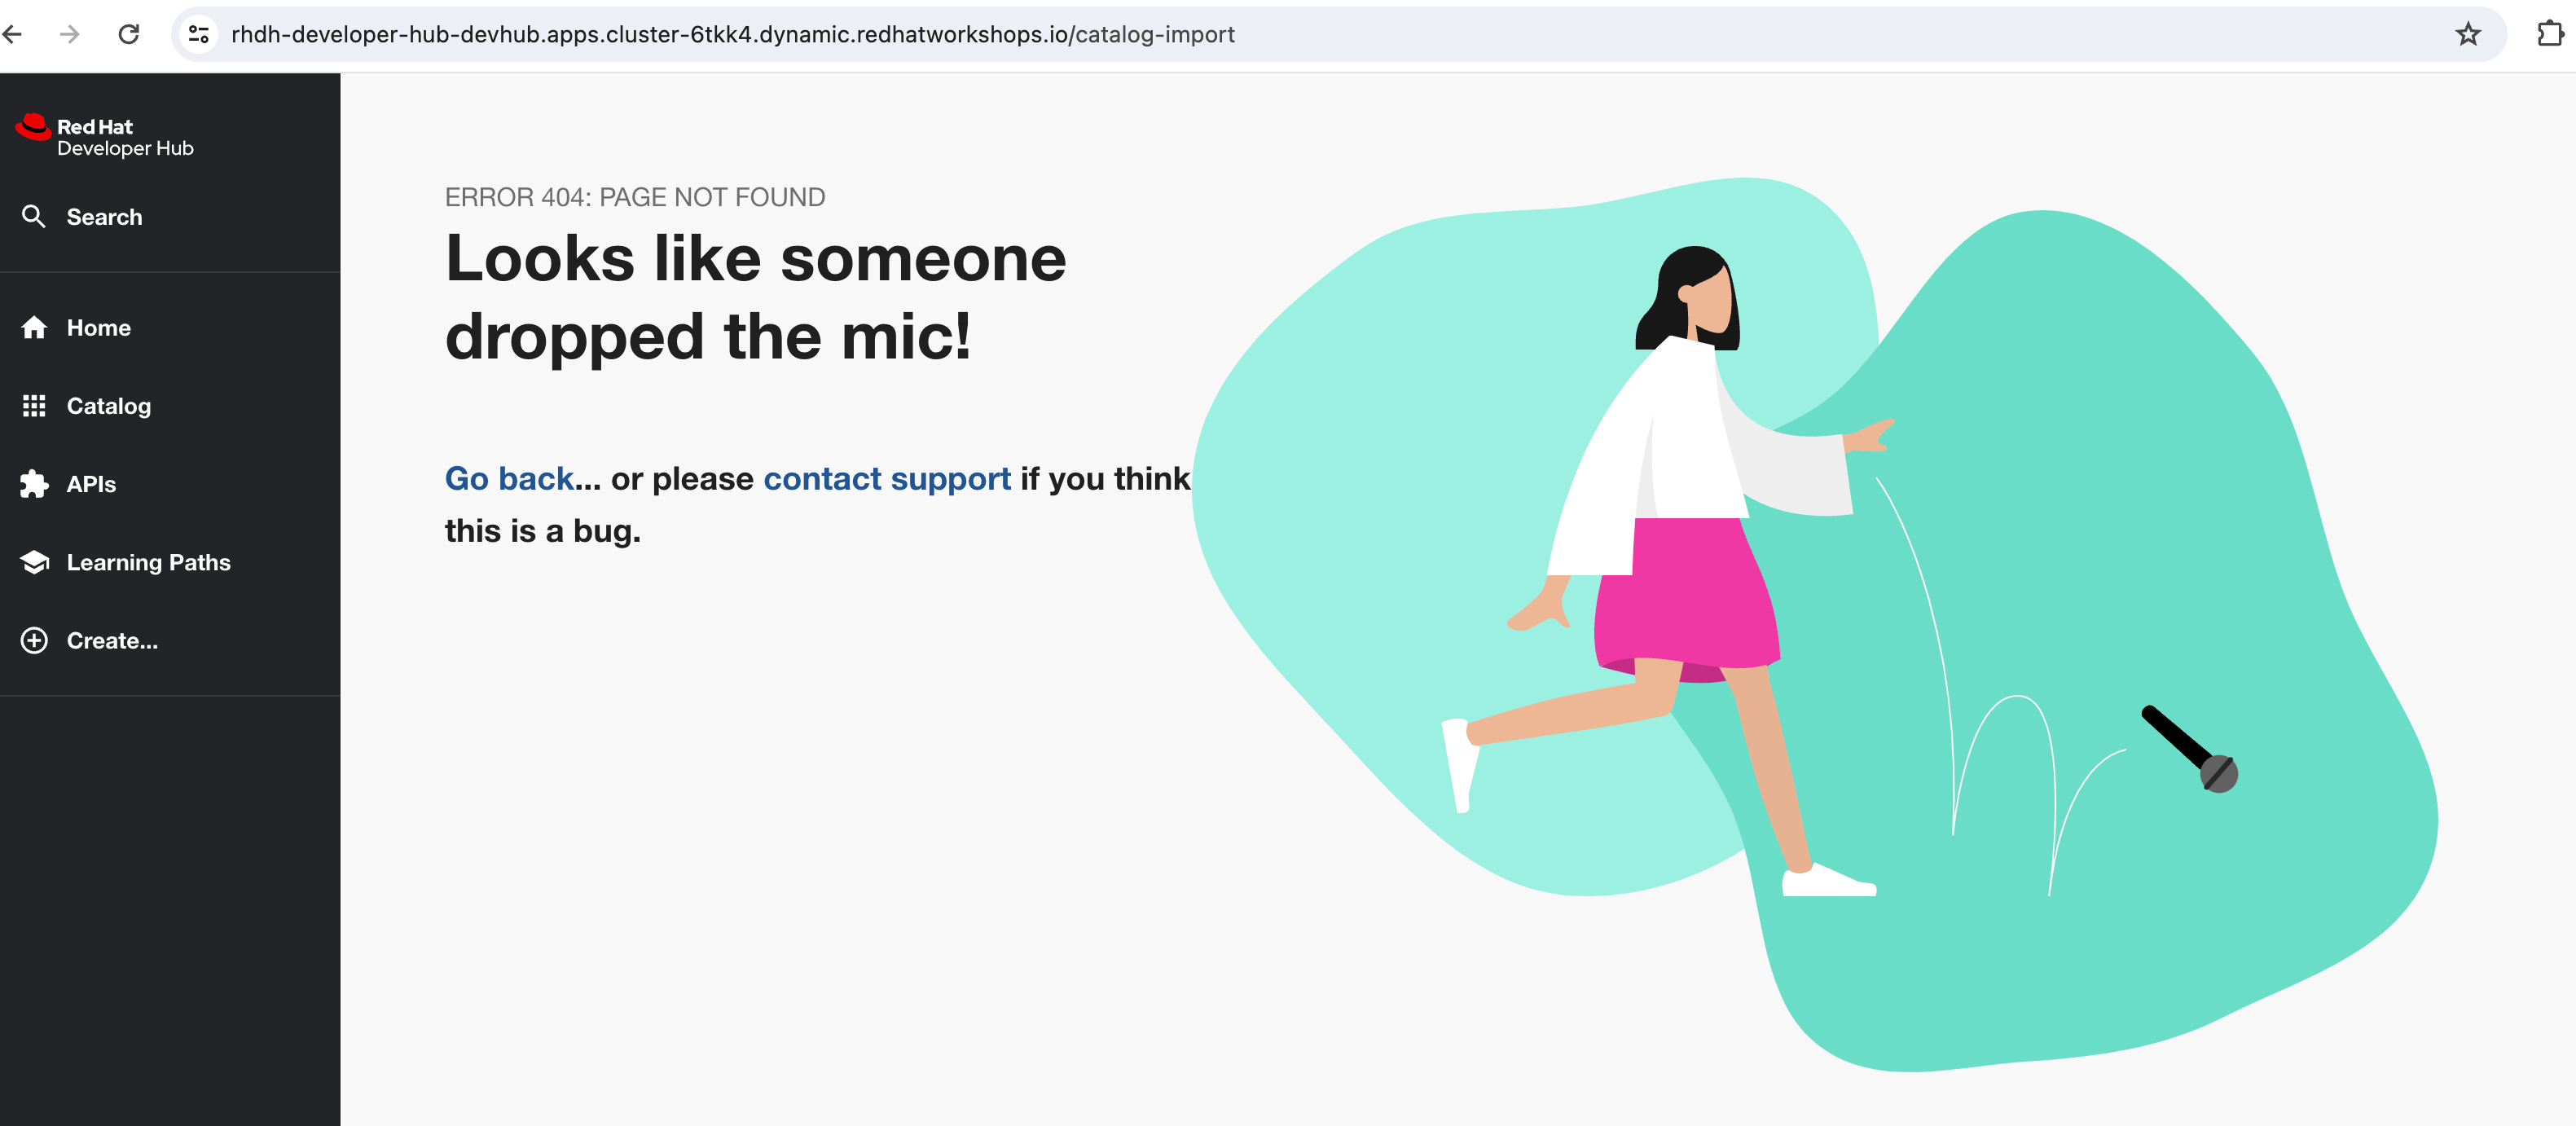 rhdh-developer-hub-devhub.apps.cluster-6tkk4.dynamic.redhatworkshops.io/catalog-import
Red Hat
Developer Hub
Search
Home
Catalog
APIs
Learning Paths
Create...
ERROR 404: PAGE NOT FOUND
Looks like someone
dropped the mic!
Go back... or please contact support if you think
this is a bug.